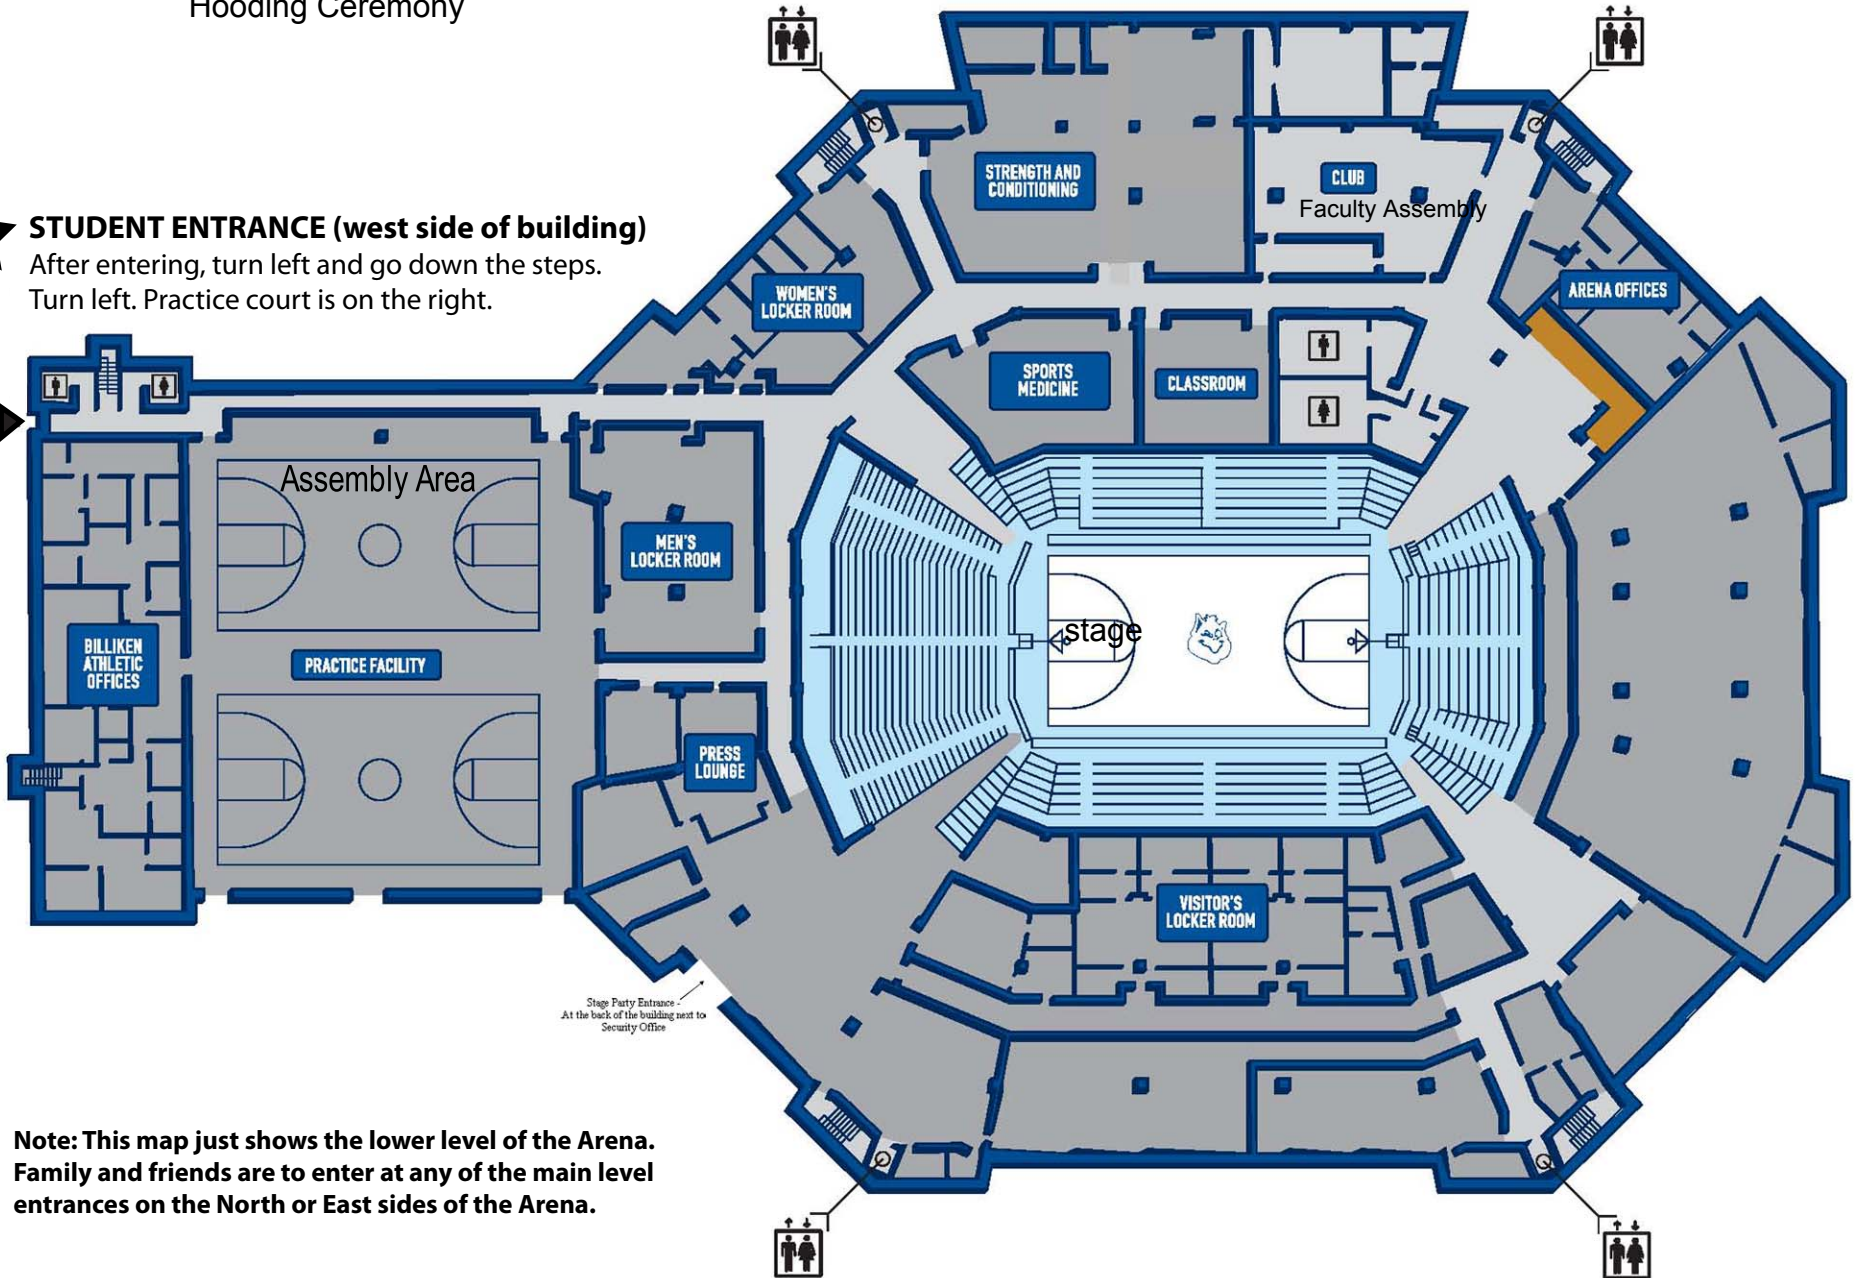 Hooding Ceremony
STUDENT ENTRANCE (west side of building)
After entering, turn left and go down the steps.
Turn left. Practice court is on the right.
STRENGTH AND
CONDITIONING
CLUB
Faculty Assembly
WOMEN'S
LOCKER ROOM
ARENA OFFICES
SPORTS
MEDICINE
CLASSROOM
Assembly Area
MEN'S
LOCKER ROOM
stage
BILLIKEN
ATHLETIC
OFFICES
PRACTICE FACILITY
PRESS
LOUNGE
VISITOR'S
LOCKER ROOM
Stage Party Entrance -
At the back of the building next to
Security Office
Note: This map just shows the lower level of the Arena.
Family and friends are to enter at any of the main level
entrances on the North or East sides of the Arena.